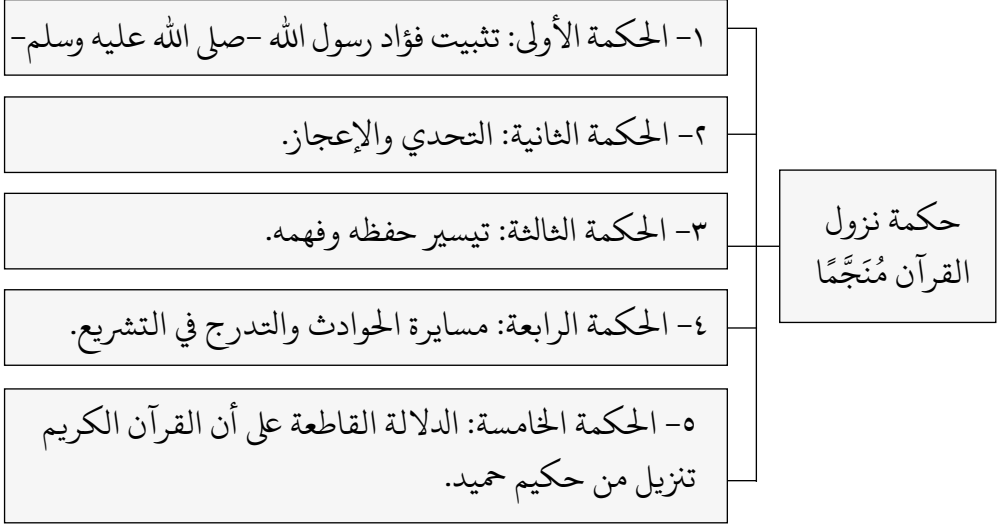 حكمة نزول
القرآن مُنَجَّمًا
١- الحكمة الأولى: تثبيت فؤاد رسول الله -صلى الله عليه وسلم-
٢- الحكمة الثانية: التحدي والإعجاز.
٣- الحكمة الثالثة: تيسير حفظه وفهمه.
٤- الحكمة الرابعة: مسايرة الحوادث والتدرج في التشريع.
٥- الحكمة الخامسة: الدلالة القاطعة على أن القرآن الكريم
تنزيل من حكيم حميد.